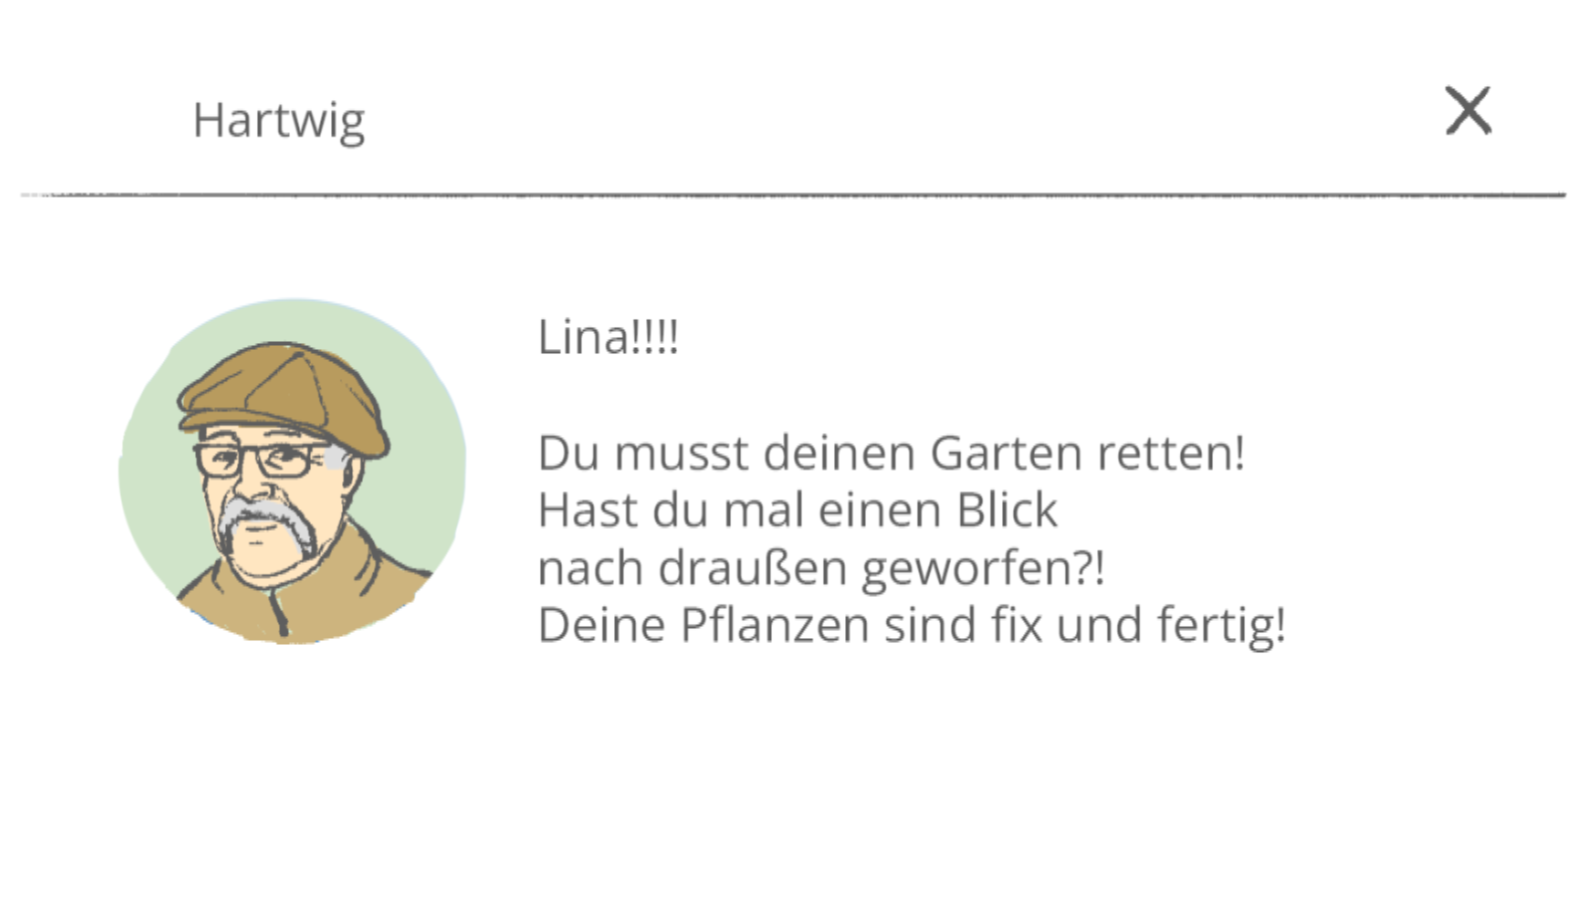 Hartwig
Lina!!!!
Du musst deinen Garten retten!
Hast du mal einen Blick
nach draußen geworfen?!
Deine Pflanzen sind fix und fertig!